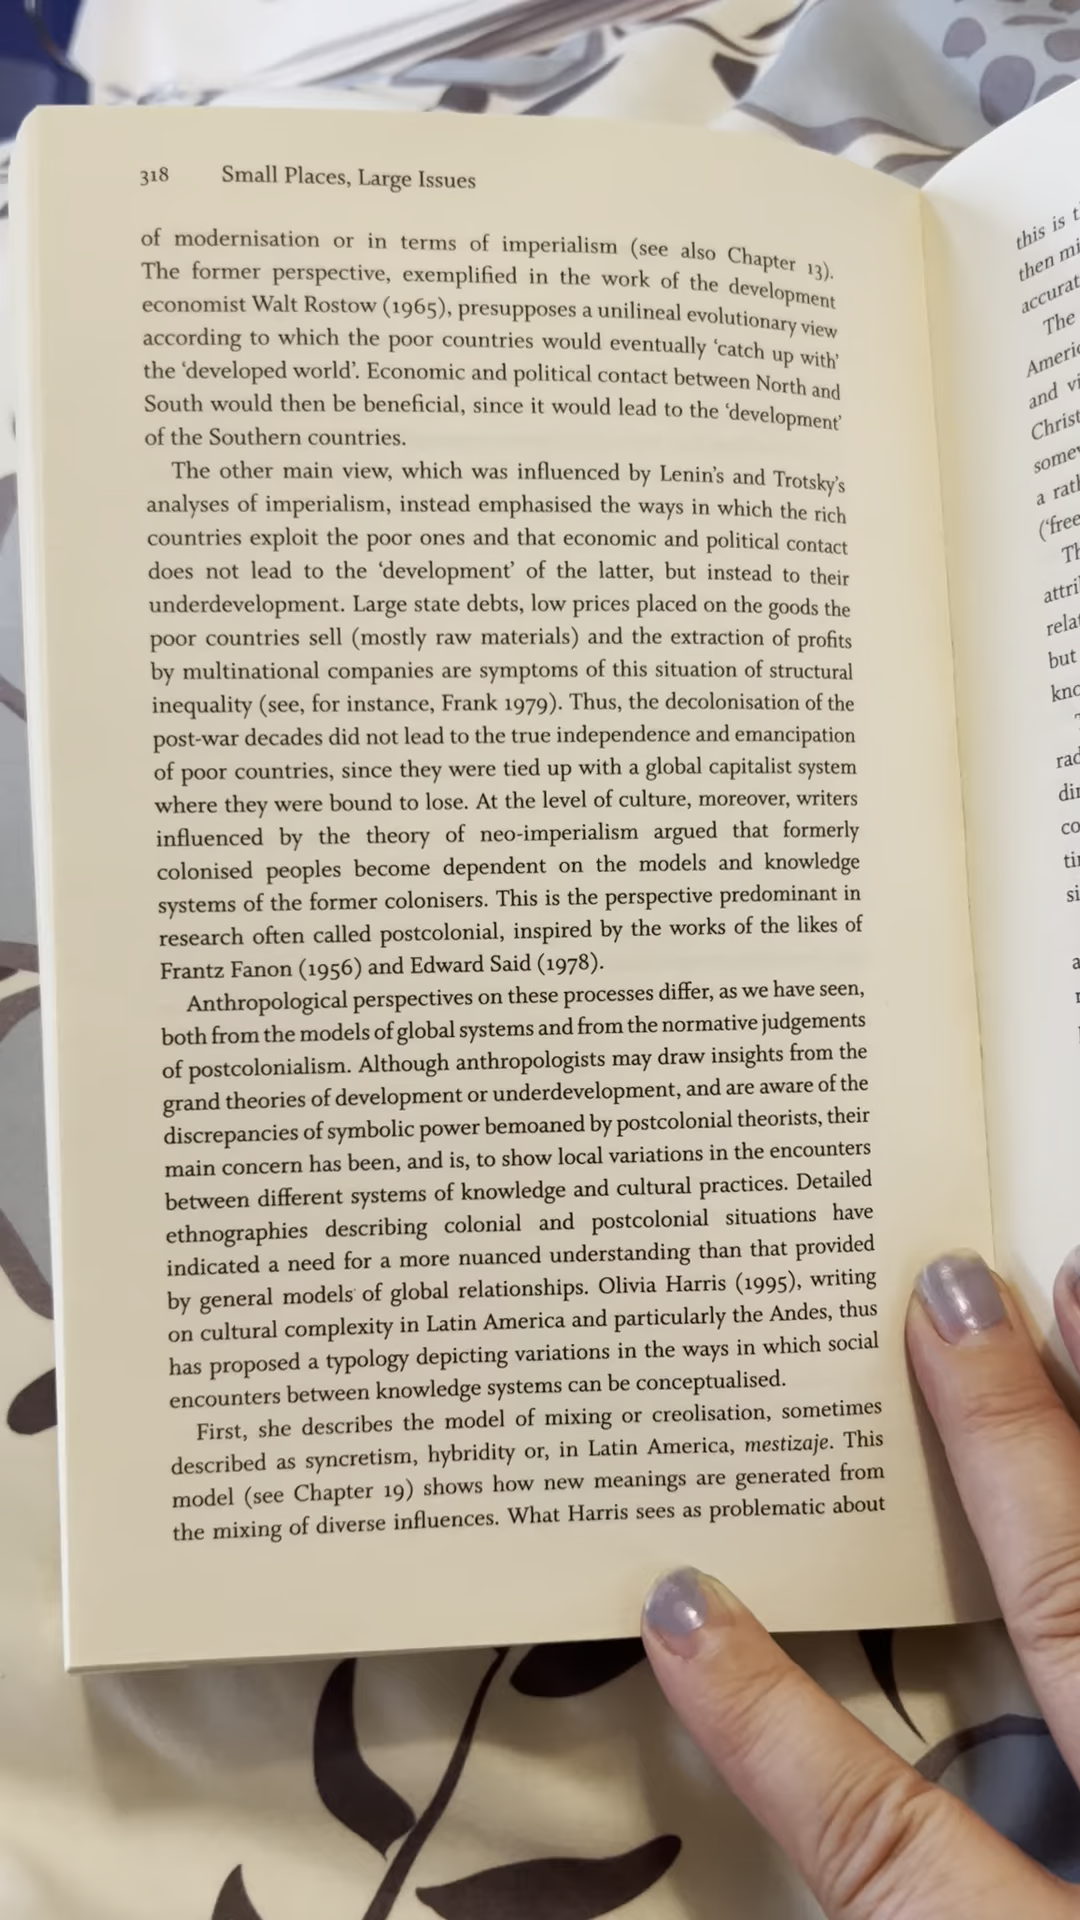 318 Small Places, Large Issues
of modernisation or in terms of imperialism (see also Chapter 13).
The former perspective, exemplified in the work of the development
economist Walt Rostow (1965), presupposes a unilineal evolutionary view
according to which the poor countries would eventually ‘catch up with’
the ‘developed world’. Economic and political contact between North and
South would then be beneficial, since it would lead to the ‘development’
of the Southern countries.
The other main view, which was influenced by Lenin’s and Trotsky’s
analyses of imperialism, instead emphasised the ways in which the rich
countries exploit the poor ones and that economic and political contact
does not lead to the ‘development’ of the latter, but instead to their
underdevelopment. Large state debts, low prices placed on the goods the
poor countries sell (mostly raw materials) and the extraction of profits
by multinational companies are symptoms of this situation of structural
inequality (see, for instance, Frank 1979). Thus, the decolonisation of the
post-war decades did not lead to the true independence and emancipation
of poor countries, since they were tied up with a global capitalist system
where they were bound to lose. At the level of culture, moreover, writers
influenced by the theory of neo-imperialism argued that formerly
colonised peoples become dependent on the models and knowledge
systems of the former colonisers. This is the perspective predominant in
research often called postcolonial, inspired by the works of the likes of
Frantz Fanon (1956) and Edward Said (1978).
Anthropological perspectives on these processes differ, as we have seen,
both from the models of global systems and from the normative judgements
of postcolonialism. Although anthropologists may draw insights from the
grand theories of development or underdevelopment, and are aware of the
discrepancies of symbolic power bemoaned by postcolonial theorists, their
main concern has been, and is, to show local variations in the encounters
between different systems of knowledge and cultural practices. Detailed
ethnographies describing colonial and postcolonial situations have
indicated a need for a more nuanced understanding than that provided
by general models of global relationships. Olivia Harris (1995), writing
on cultural complexity in Latin America and particularly the Andes, thus
has proposed a typology depicting variations in the ways in which social
encounters between knowledge systems can be conceptualised.
First, she describes the model of mixing or creolisation, sometimes
described as syncretism, hybridity or, in Latin America, mestizaje. This
model (see Chapter 19) shows how new meanings are generated from
the mixing of diverse influences. What Harris sees as problematic about
this is
then
The
and
a
but